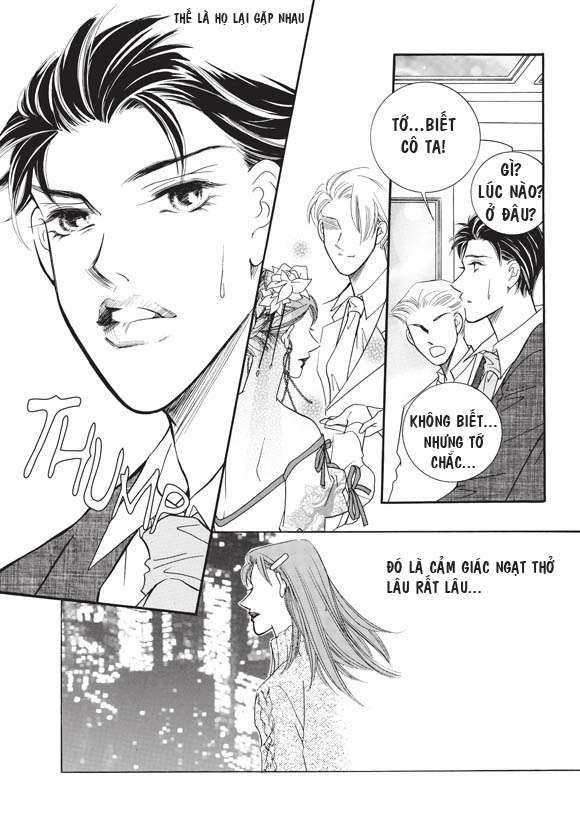 THẾ LÀ HỌ LẠI GẶP NHAU
TỚ...BIẾT
CÔ TA!
GÌ?
LÚC NÀO?
Ở ĐÂU?
KHÔNG BIẾT...
NHƯNG TỚ
CHẮC...
THUMP
ĐÓ LÀ CẢM GIÁC NGẠT THỞ
LÂU RẤT LÂU...